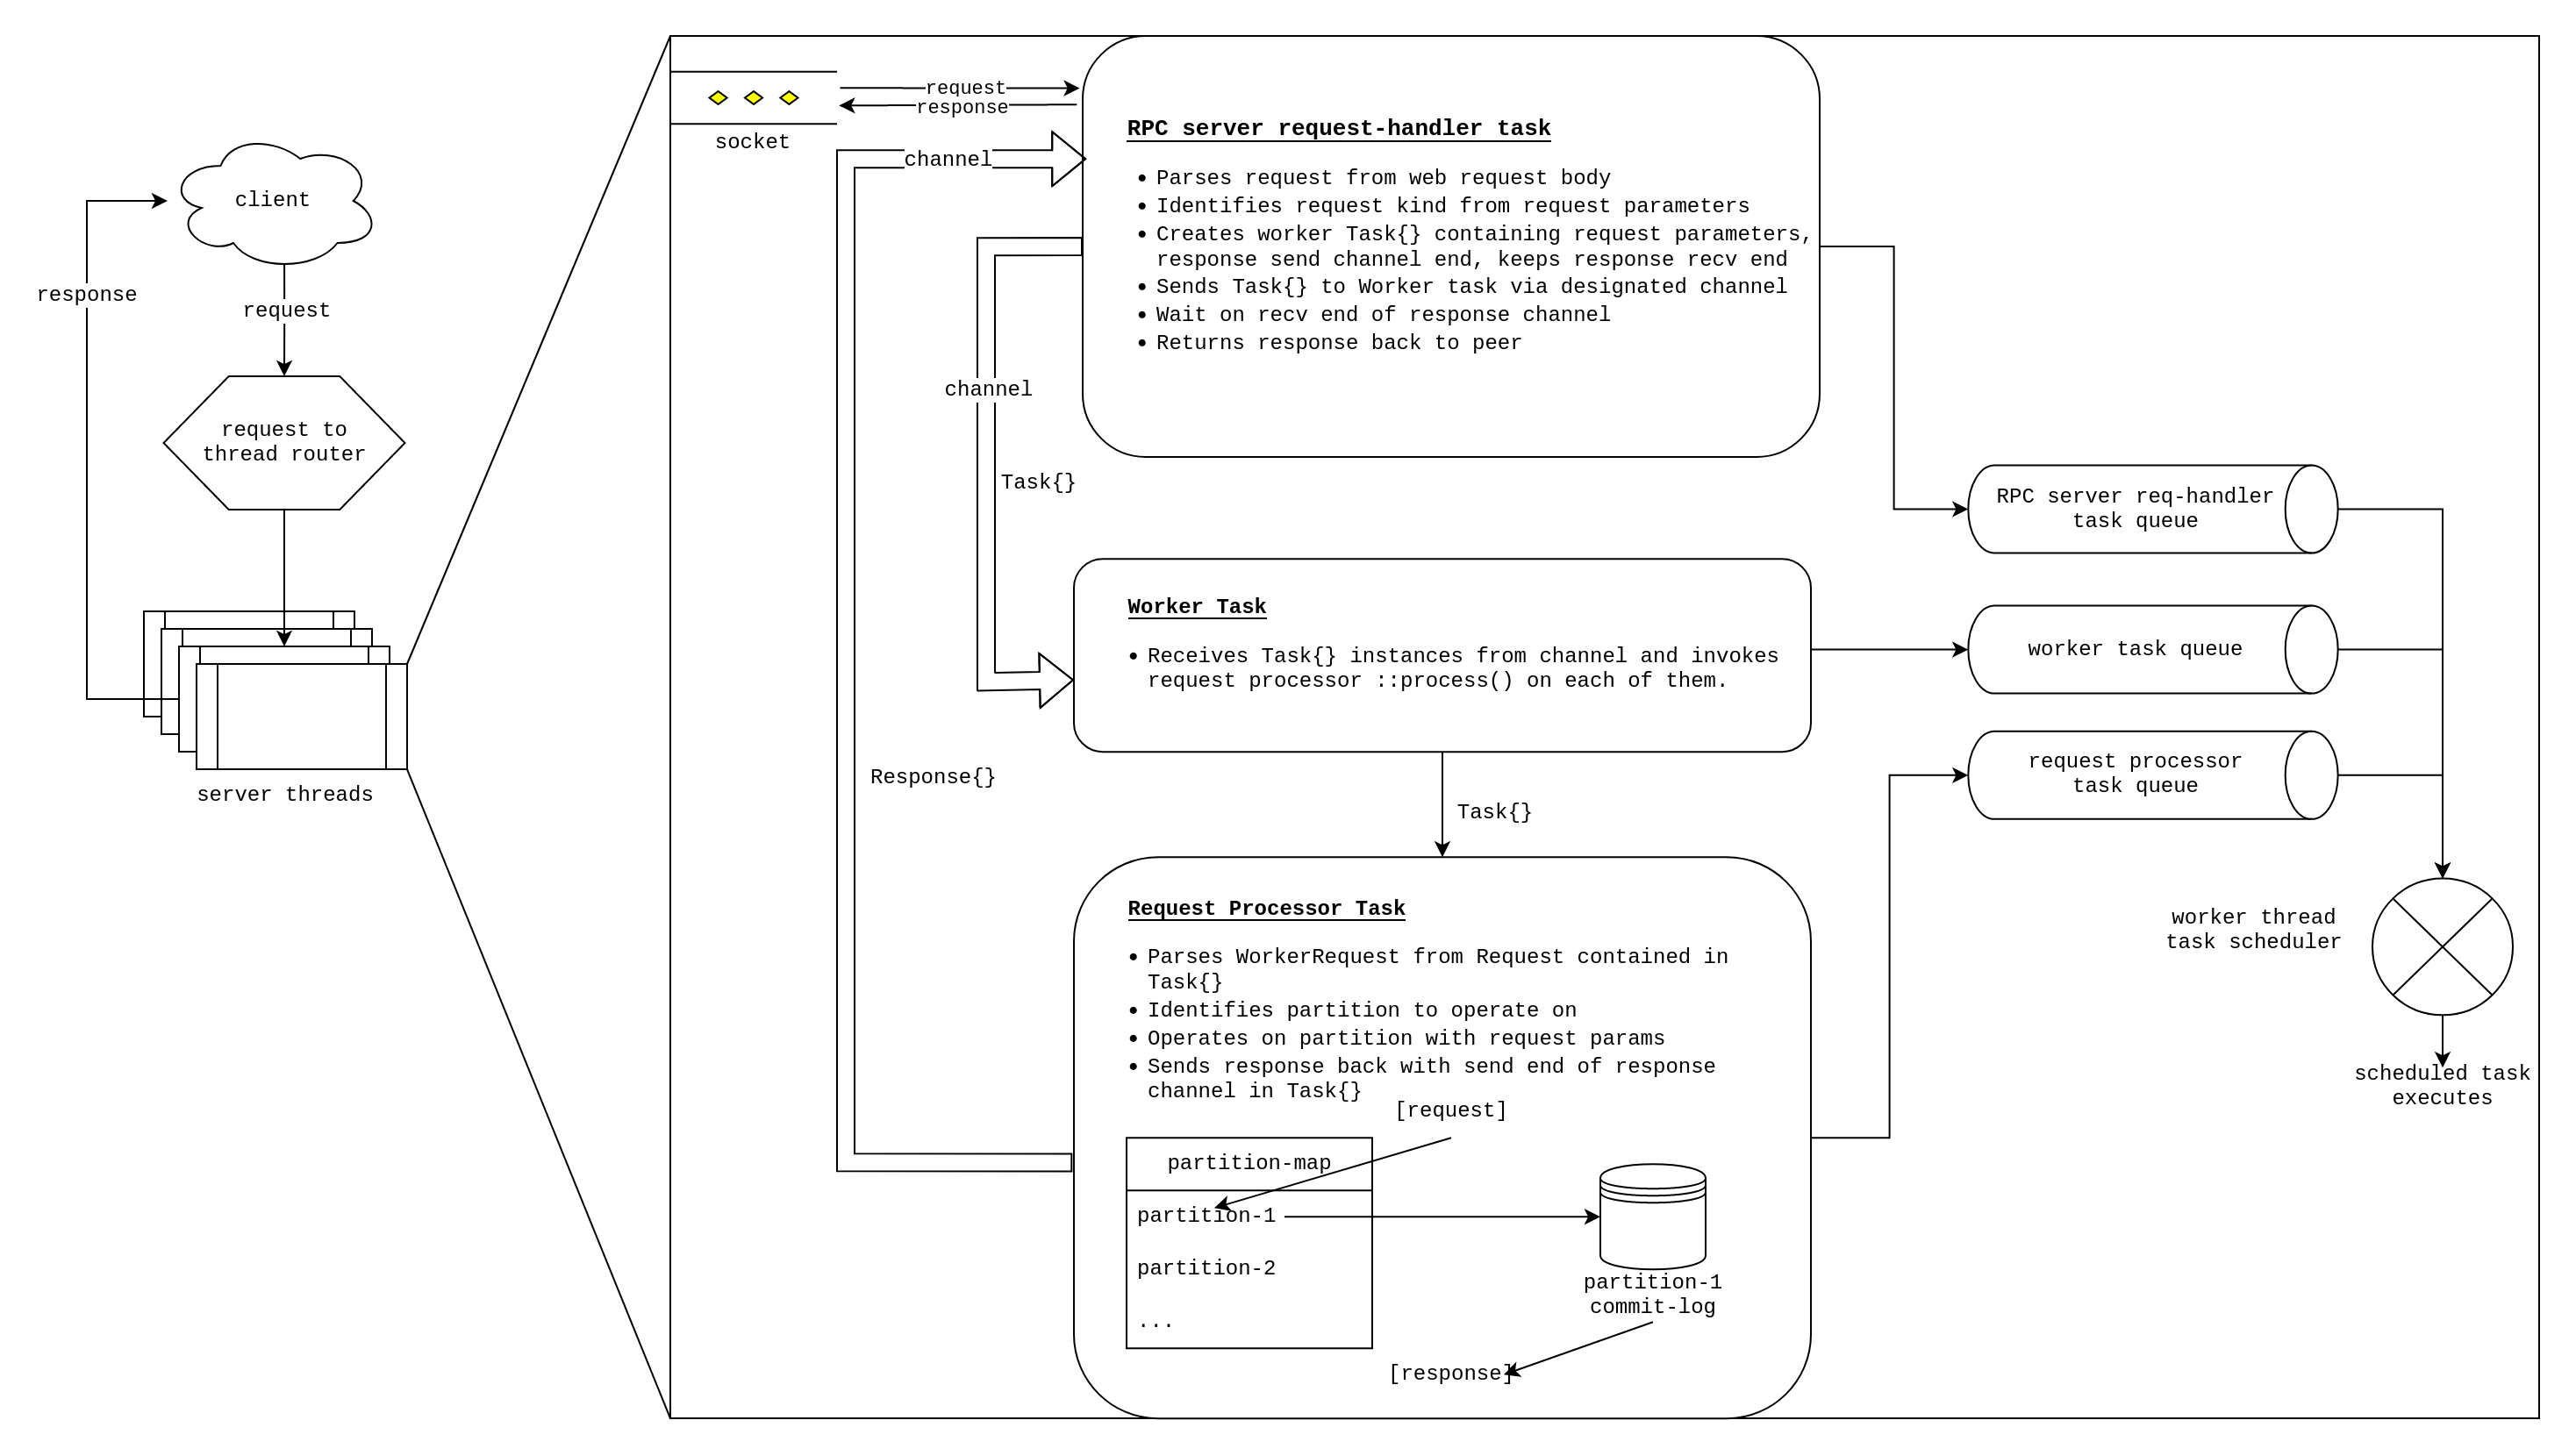 client
response
request
request to
thread router
server threads
request
response
socket
channel
RPC server request-handler task
• Parses request from web request body
• Identifies request kind from request parameters
• Creates worker Task{} containing request parameters,
response send channel end, keeps response recv end
• Sends Task{} to Worker task via designated channel
• Wait on recv end of response channel
• Returns response back to peer
channel
Task{}
RPC server req-handler
task queue
Worker Task
• Receives Task{} instances from channel and invokes
request processor ::process() on each of them.
worker task queue
request processor
task queue
Response{}
Task{}
Request Processor Task
• Parses WorkerRequest from Request contained in
Task{}
• Identifies partition to operate on
• Operates on partition with request params
• Sends response back with send end of response
channel in Task{}
[request]
partition-map
partition-1
partition-2
...
partition-1
commit-log
[response]
worker thread
task scheduler
scheduled task
executes